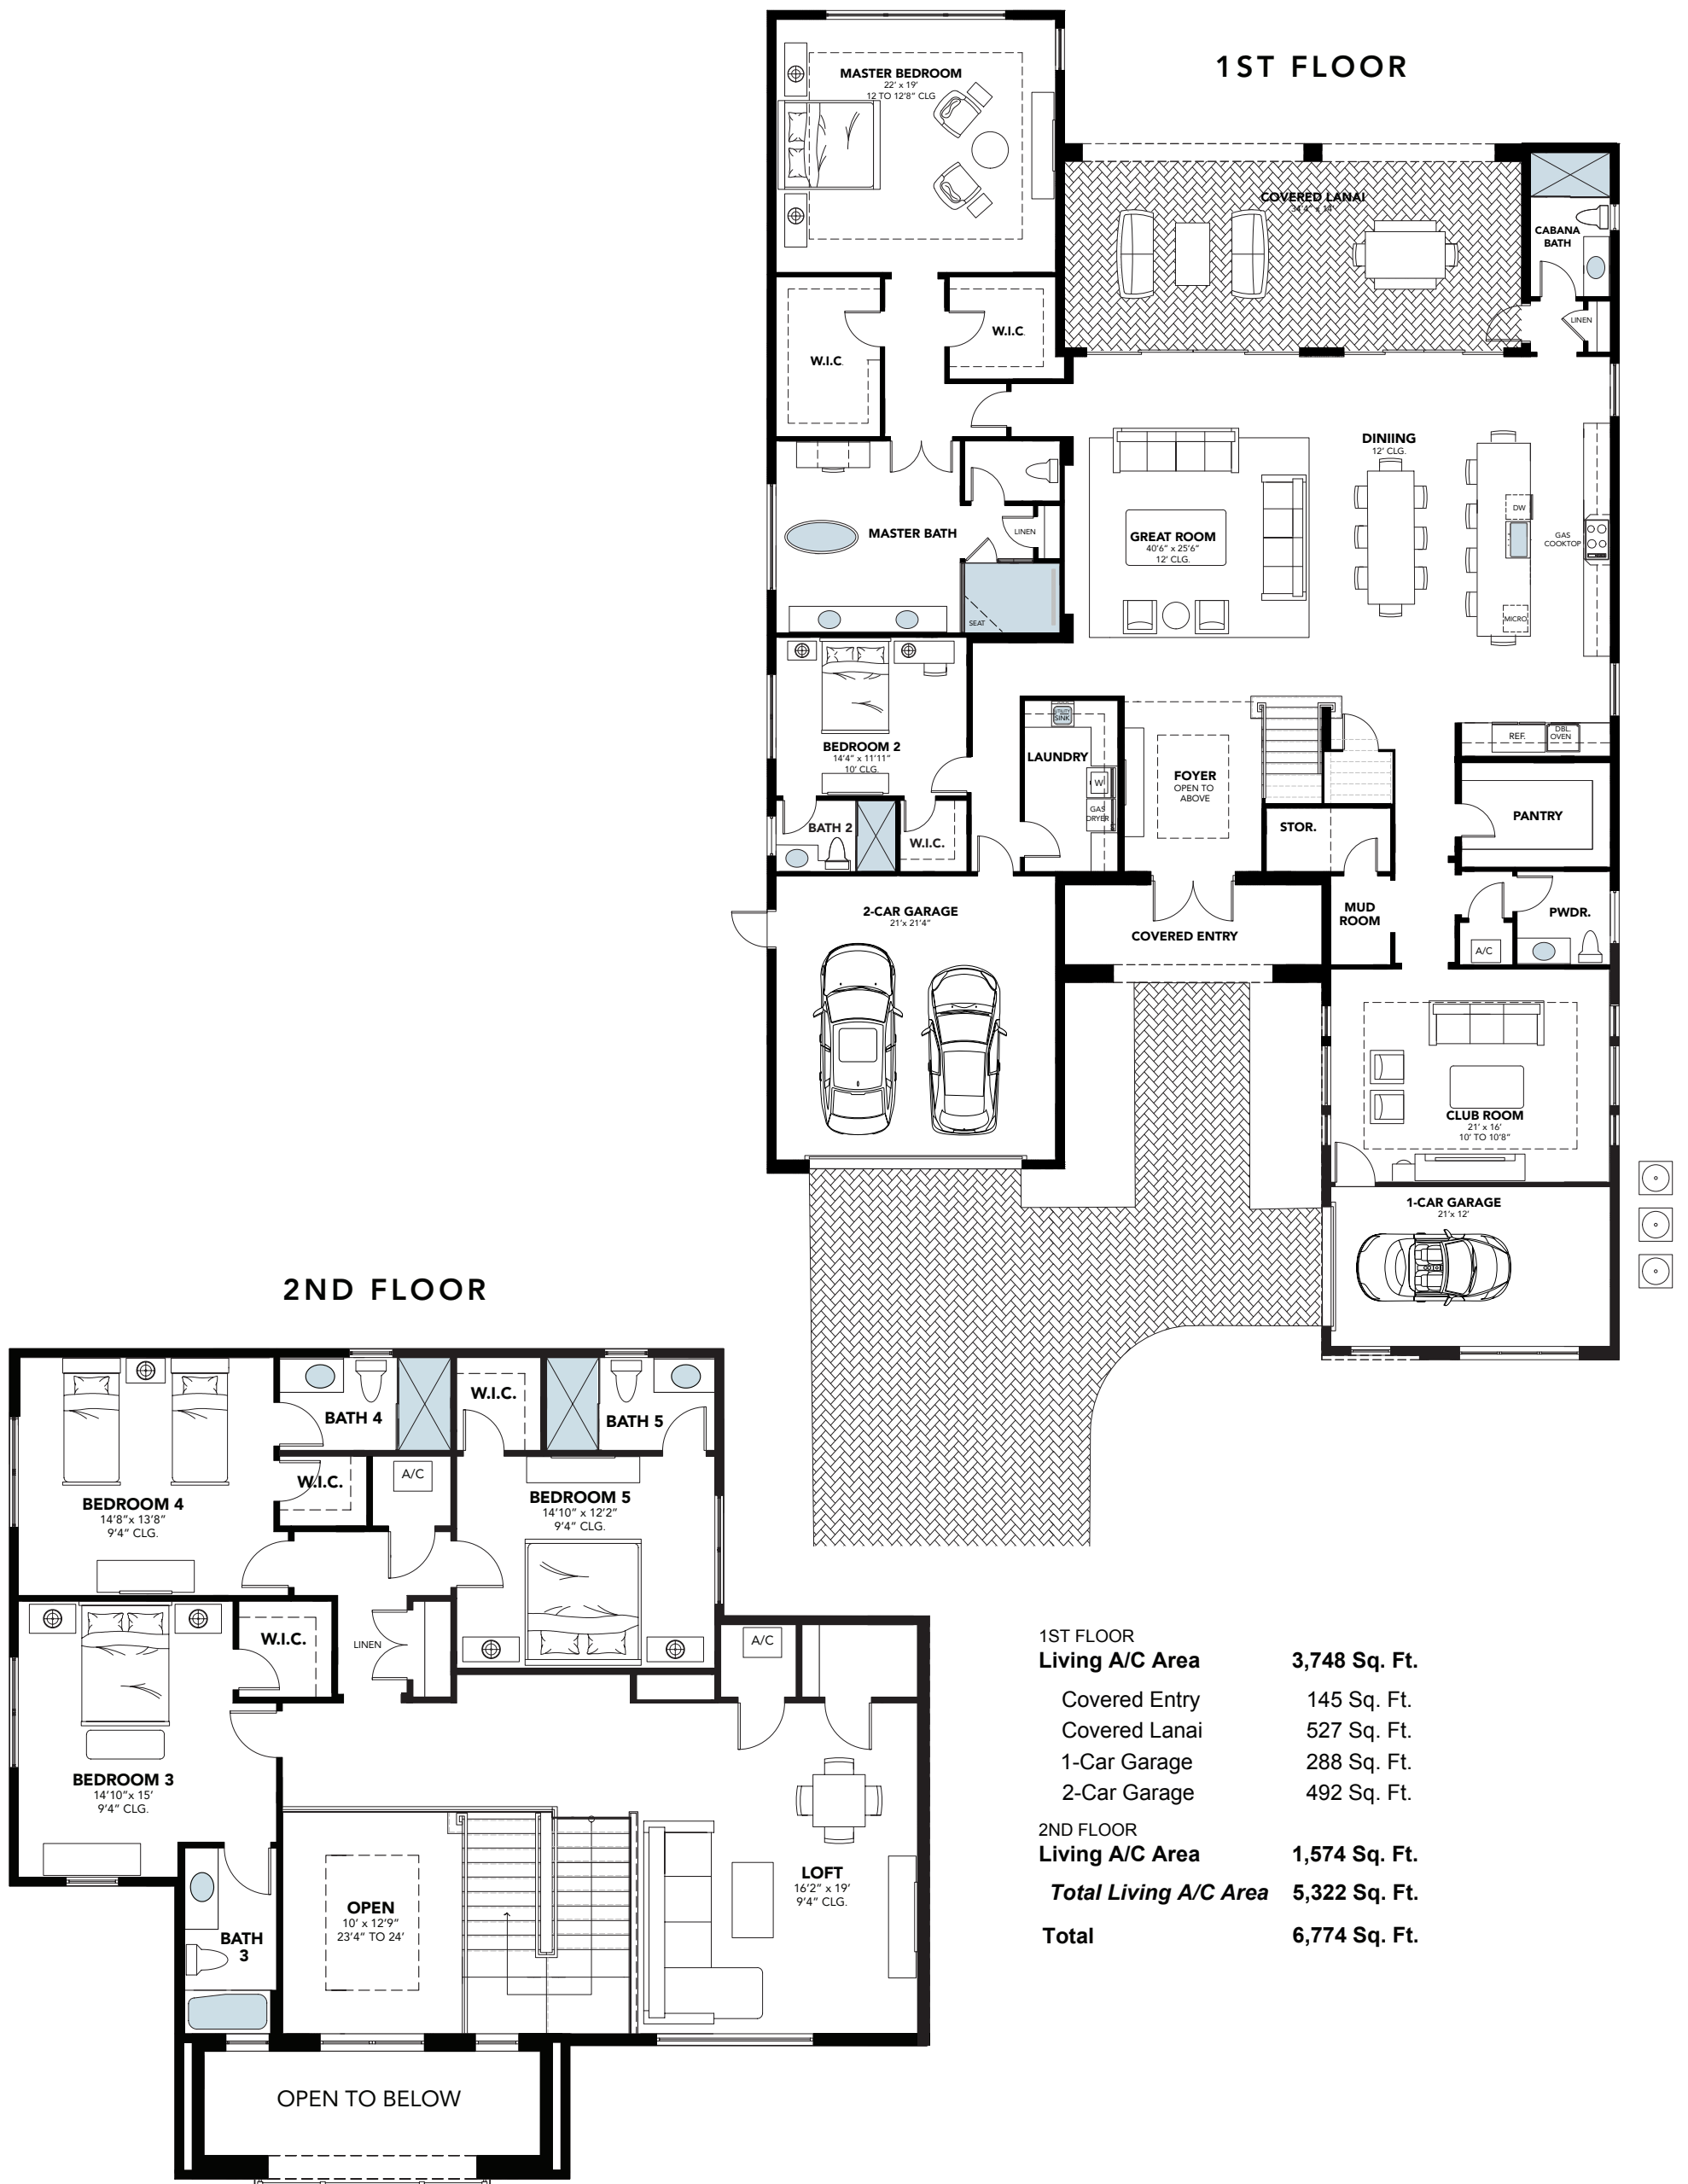 1ST FLOOR
MASTER BEDROOM
22' x 19'
12 TO 12'8" CLG
COVERED LANAI
34'4" x 14'
CABANA
BATH
LINEN
W.I.C.
W.I.C.
DINIING
12' CLG.
MASTER BATH
LINEN
SEAT
GREAT ROOM
40'6" x 25'6"
12' CLG.
DW
GAS
COOKTOP
MICRO
BEDROOM 2
14'4" x 11'11"
10' CLG.
BATH 2
W.I.C.
UTILITY
SINK
LAUNDRY
W
GAS
DRYER
FOYER
OPEN TO
ABOVE
STOR.
REF.
DBL.
OVEN
PANTRY
2-CAR GARAGE
21'x 21'4"
COVERED ENTRY
MUD
ROOM
PWDR.
A/C
CLUB ROOM
21' x 16'
10' TO 10'8"
1-CAR GARAGE
21'x 12'
2ND FLOOR
BATH 4
W.I.C.
BATH 5
W.I.C.
A/C
BEDROOM 4
14'8"x 13'8"
9'4" CLG.
BEDROOM 5
14'10" x 12'2"
9'4" CLG.
W.I.C.
LINEN
A/C
BEDROOM 3
14'10"x 15'
9'4" CLG.
BATH
3
OPEN
10' x 12'9"
23'4" TO 24'
LOFT
16'2" x 19'
9'4" CLG.
OPEN TO BELOW
1ST FLOOR
Living A/C Area 3,748 Sq. Ft.
Covered Entry 145 Sq. Ft.
Covered Lanai 527 Sq. Ft.
1-Car Garage 288 Sq. Ft.
2-Car Garage 492 Sq. Ft.
2ND FLOOR
Living A/C Area 1,574 Sq. Ft.
Total Living A/C Area 5,322 Sq. Ft.
Total 6,774 Sq. Ft.